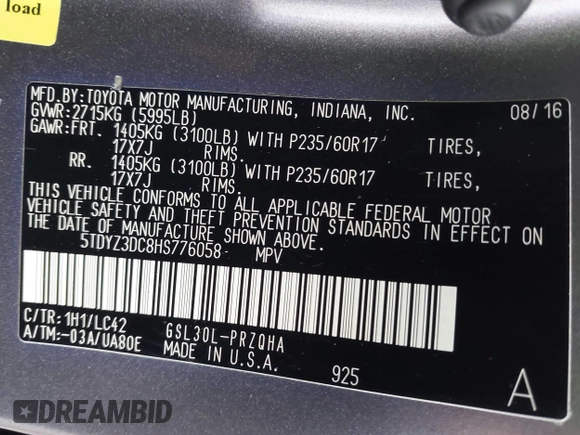 load
MFD.BY:TOYOTA MOTOR MANUFACTURING, INDIANA, INC. 08/16
GVWR:2715KG (5995LB)
GAWR:FRT. 1405KG (3100LB) WITH P235/60R17 TIRES,
17X7J RIMS.
RR. 1405KG (3100LB) WITH P235/60R17 TIRES,
17X7J RIMS.
THIS VEHICLE CONFORMS TO ALL APPLICABLE FEDERAL MOTOR
VEHICLE SAFETY AND THEFT PREVENTION STANDARDS IN EFFECT ON
THE DATE OF MANUFACTURE SHOWN ABOVE.
5TDYZ3DC8HS776058 MPV
C/TR:1H1/LC42 GSL30L-PRZQHA
A/TM:-03A/UA80E MADE IN U.S.A. 925 A
DREAMBID